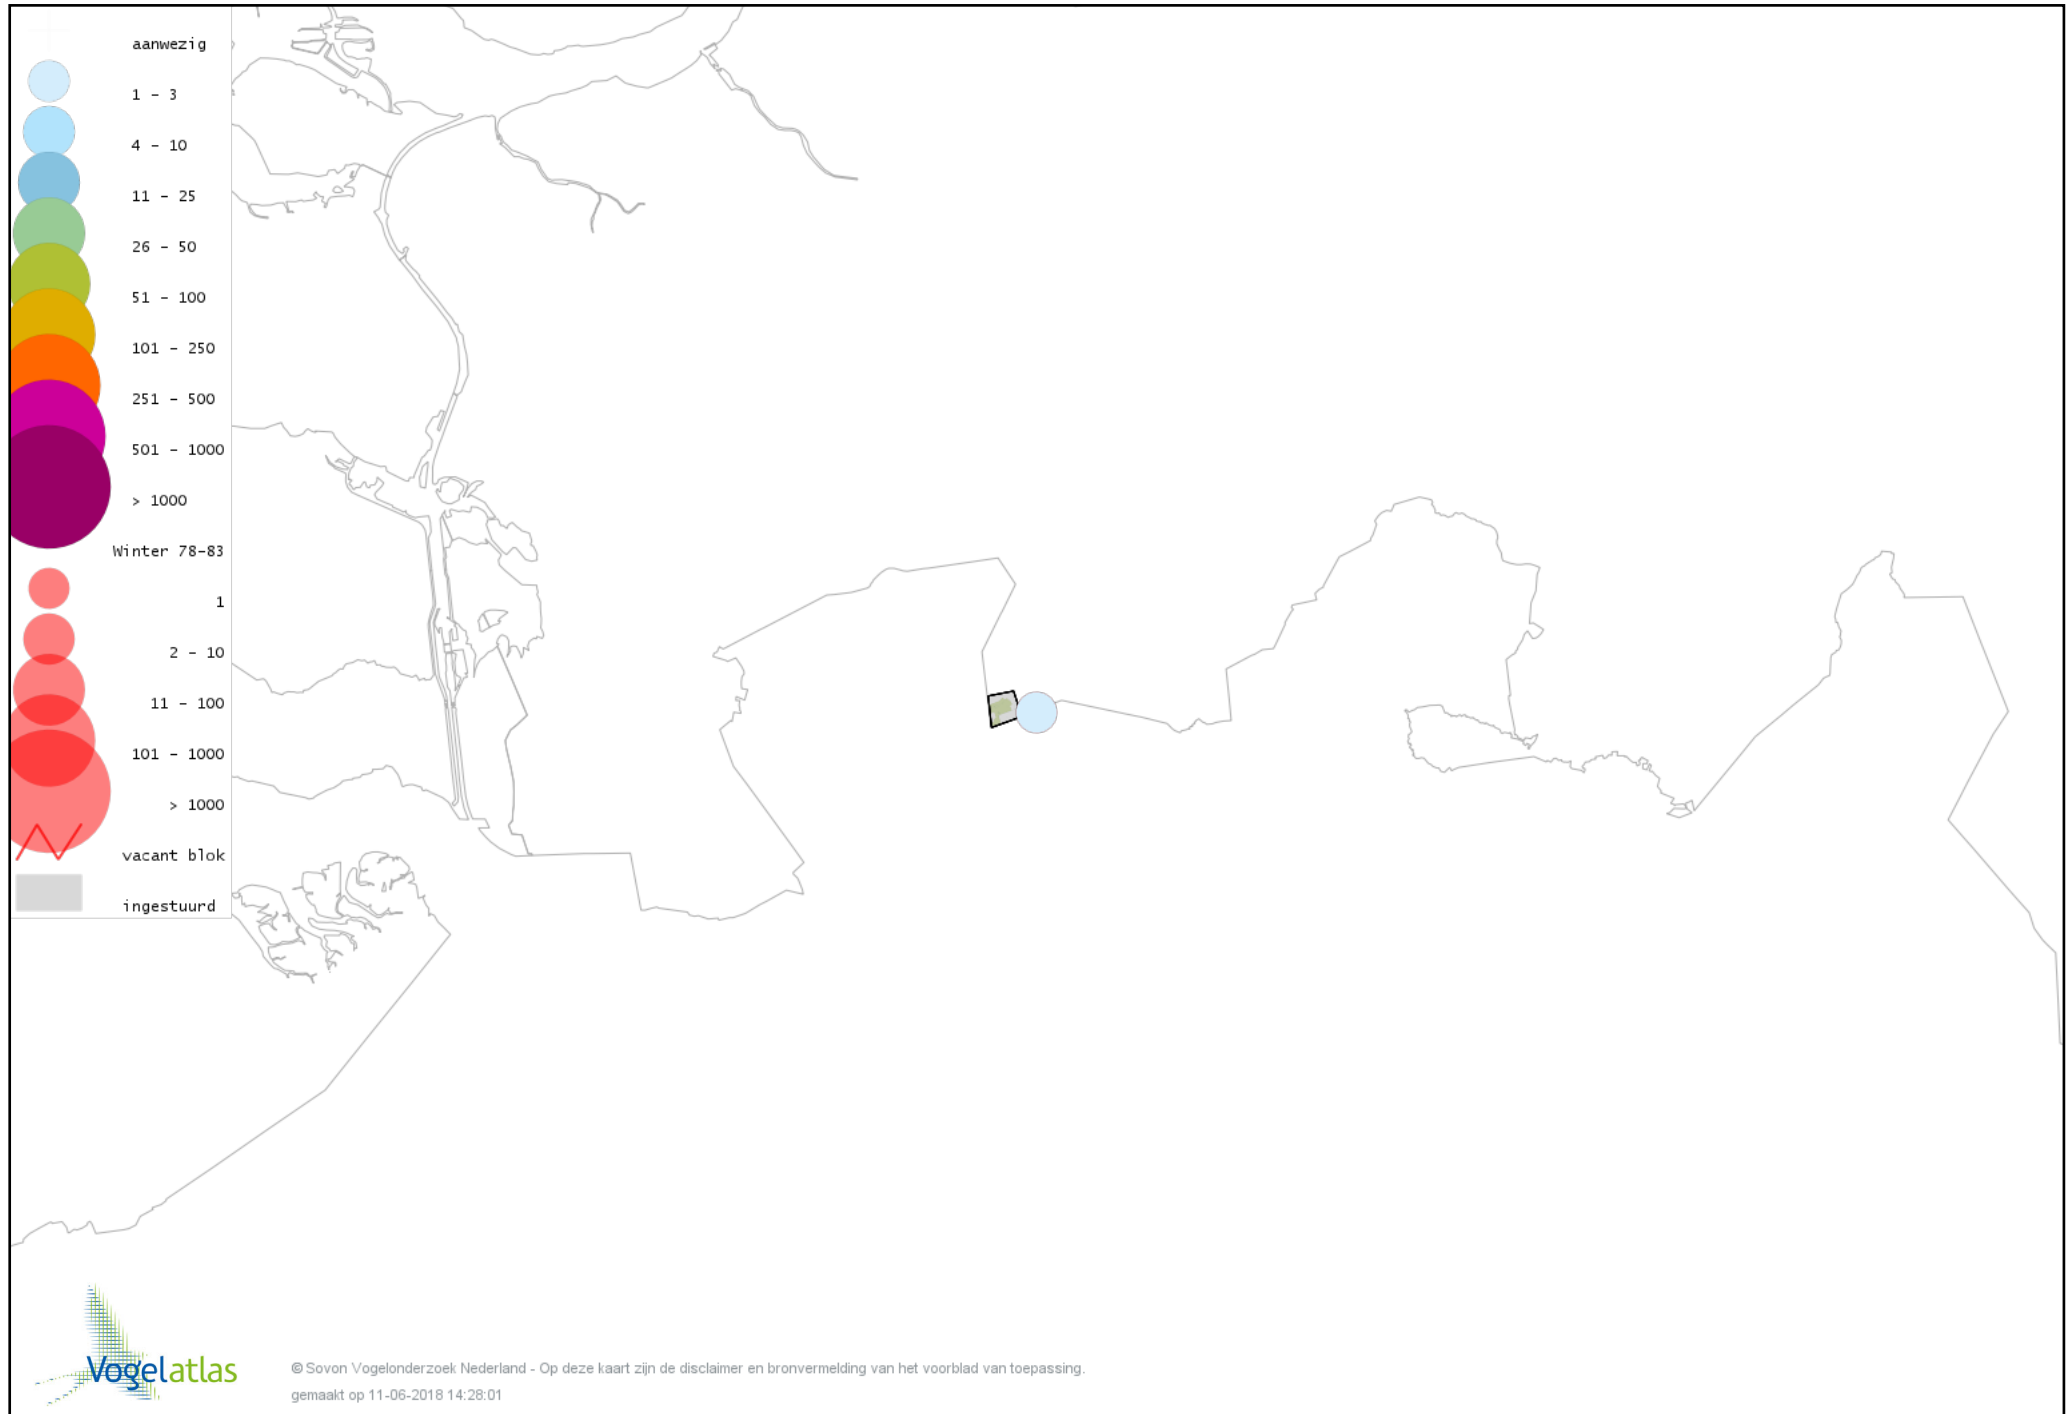 aanwezig
1 - 3
4 - 10
11 - 25
26 - 50
51 - 100
101 - 250
251 - 500
501 - 1000
> 1000
Winter 78-83
1
2 - 10
11 - 100
101 - 1000
> 1000
vacant blok
ingestuurd
Vogelatlas
© Sovon Vogelonderzoek Nederland - Op deze kaart zijn de disclaimer en bronvermelding van het voorblad van toepassing.
gemaakt op 11-06-2018 14:28:01